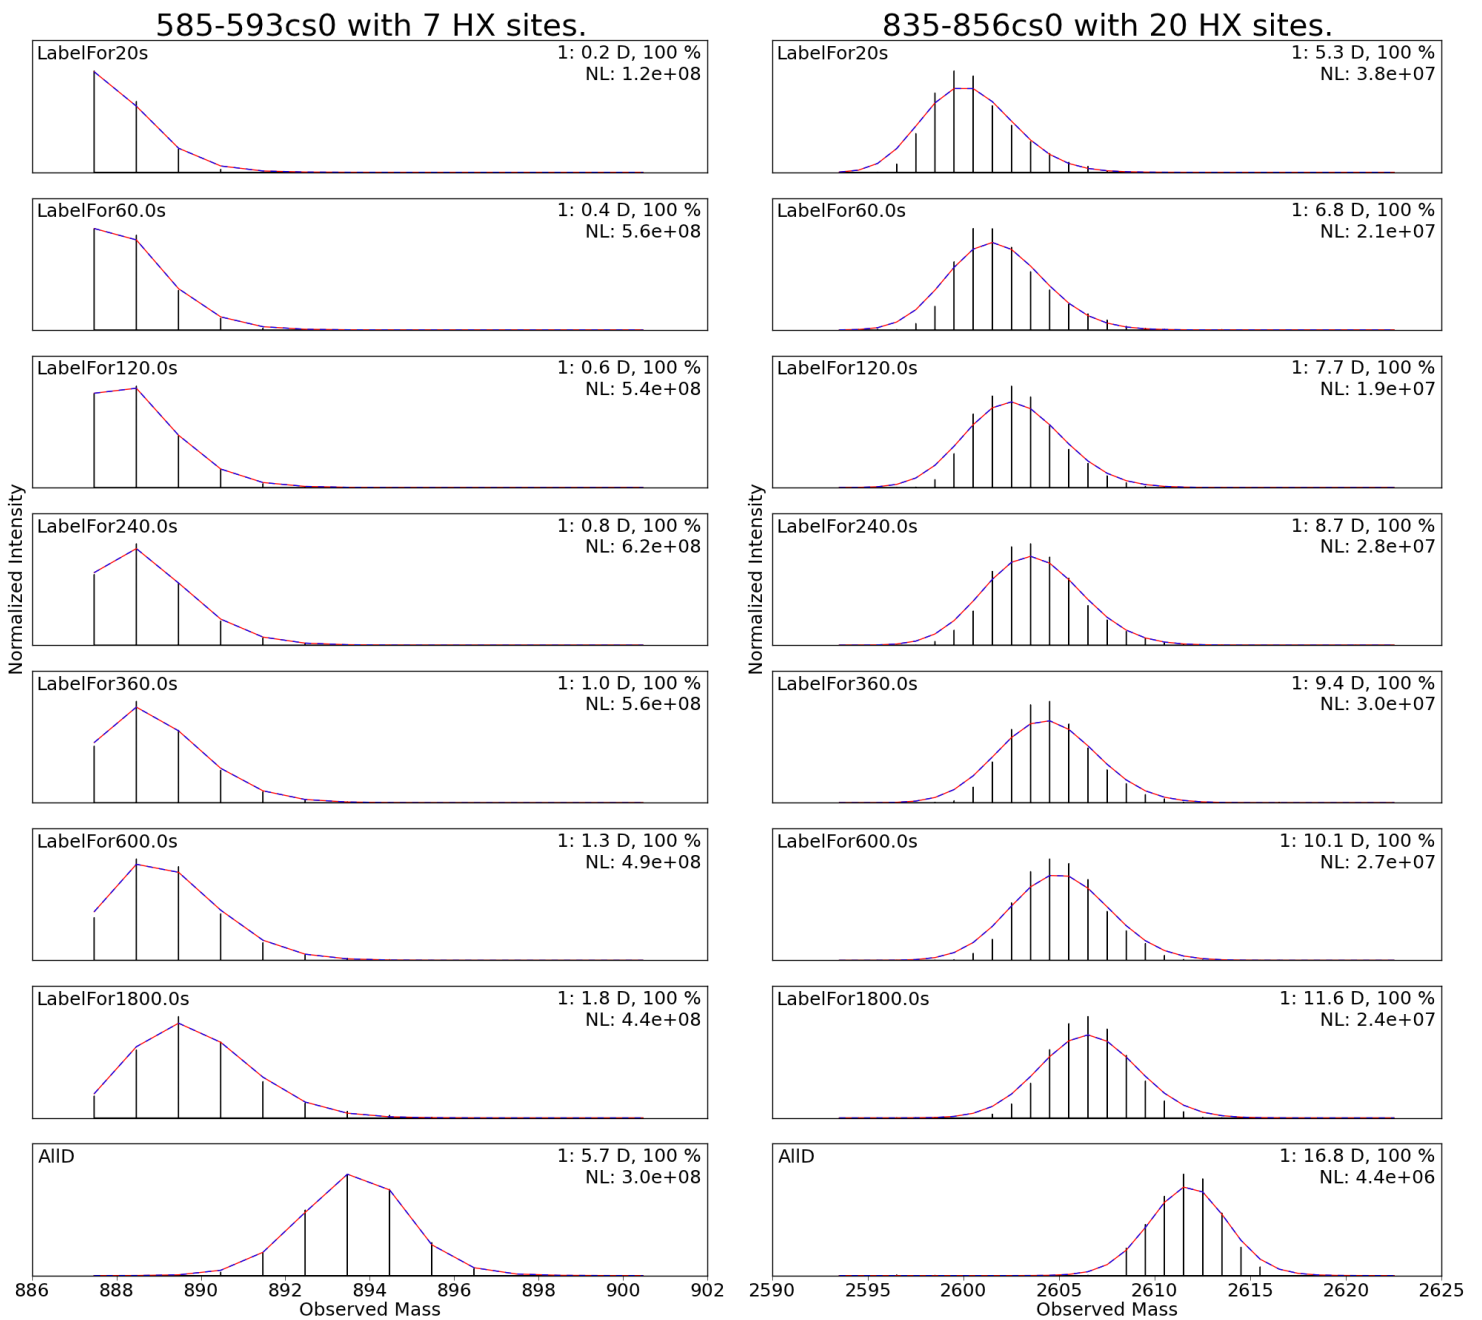 585-593cs0 with 7 HX sites.
LabelFor20s
1: 0.2 D, 100 %
NL: 1.2e+08
LabelFor60.0s
1: 0.4 D, 100 %
NL: 5.6e+08
LabelFor120.0s
1: 0.6 D, 100 %
NL: 5.4e+08
LabelFor240.0s
1: 0.8 D, 100 %
NL: 6.2e+08
LabelFor360.0s
1: 1.0 D, 100 %
NL: 5.6e+08
LabelFor600.0s
1: 1.3 D, 100 %
NL: 4.9e+08
LabelFor1800.0s
1: 1.8 D, 100 %
NL: 4.4e+08
AllD
1: 5.7 D, 100 %
NL: 3.0e+08
Normalized Intensity
886 888 890 892 894 896 898 900 902
Observed Mass
835-856cs0 with 20 HX sites.
LabelFor20s
1: 5.3 D, 100 %
NL: 3.8e+07
LabelFor60.0s
1: 6.8 D, 100 %
NL: 2.1e+07
LabelFor120.0s
1: 7.7 D, 100 %
NL: 1.9e+07
LabelFor240.0s
1: 8.7 D, 100 %
NL: 2.8e+07
LabelFor360.0s
1: 9.4 D, 100 %
NL: 3.0e+07
LabelFor600.0s
1: 10.1 D, 100 %
NL: 2.7e+07
LabelFor1800.0s
1: 11.6 D, 100 %
NL: 2.4e+07
AllD
1: 16.8 D, 100 %
NL: 4.4e+06
Normalized Intensity
2590 2595 2600 2605 2610 2615 2620 2625
Observed Mass